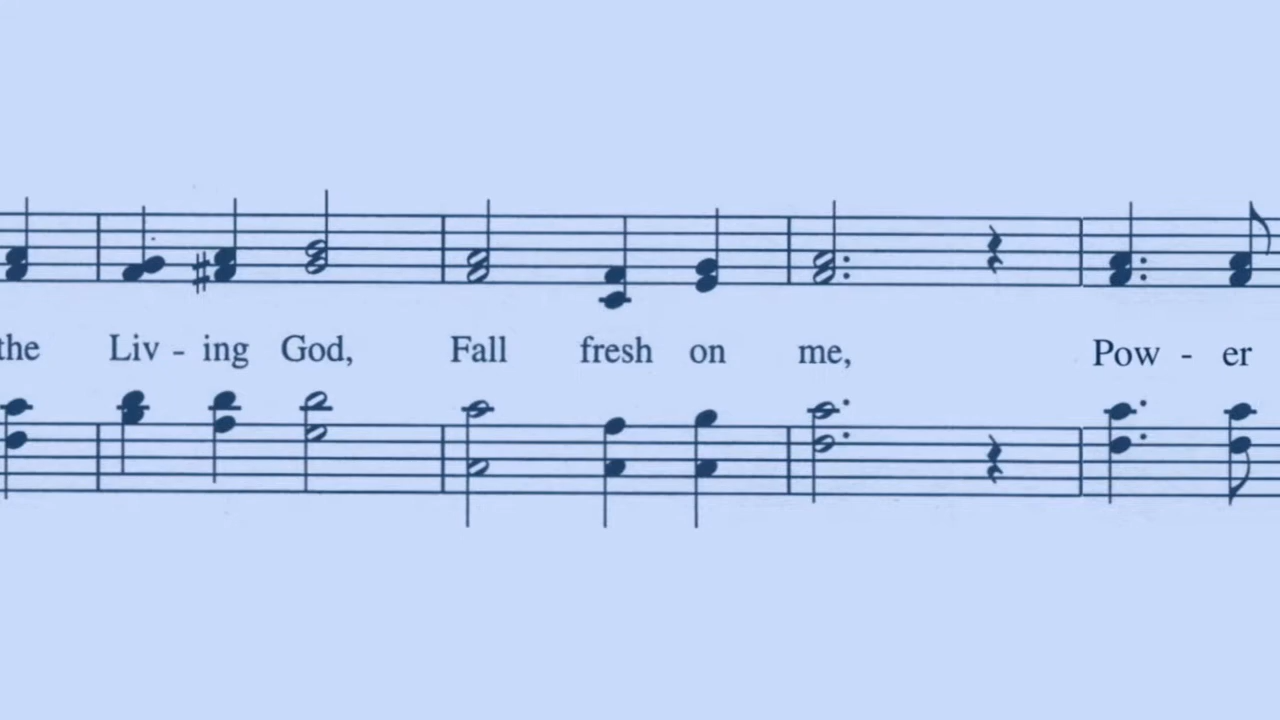 the Liv - ing God, Fall fresh on me, Pow - er